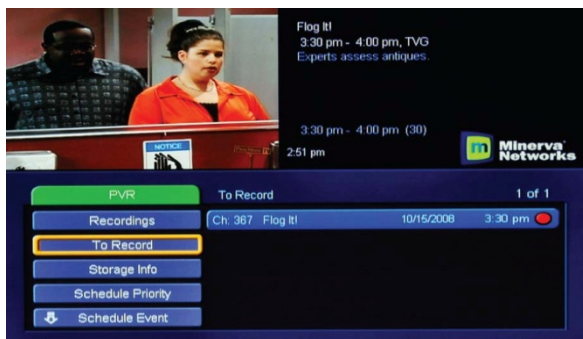 Flog It!
3:30 pm - 4:00 pm, TVG
Experts assess antiques.
3:30 pm - 4:00 pm (30)
2:51 pm
m Minerva
Networks
NOTICE
PVR
To Record
1 of 1
Recordings
Ch: 367 Flog It! 10/15/2008 3:30 pm
To Record
Storage Info
Schedule Priority
Schedule Event